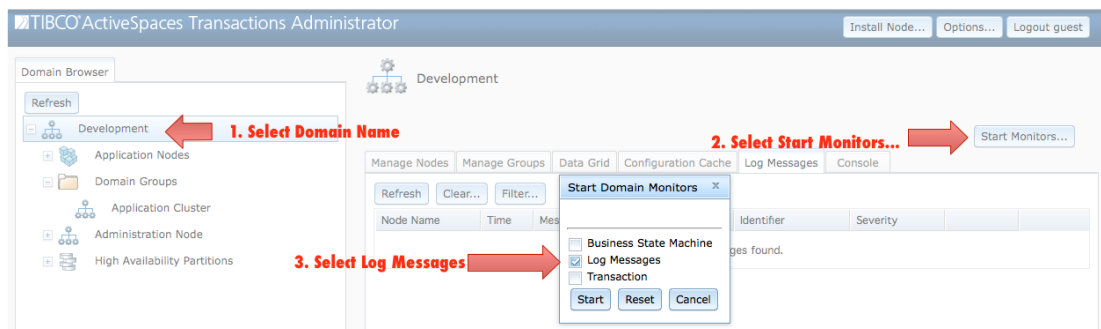 TIBCO® ActiveSpaces Transactions Administrator
Install Node... Options... Logout guest
Domain Browser
Development
Refresh
Development
1. Select Domain Name
2. Select Start Monitors...
Start Monitors...
Application Nodes
Manage Nodes Manage Groups Data Grid Configuration Cache Log Messages Console
Domain Groups
Refresh Clear... Filter...
Start Domain Monitors x
Application Cluster
Node Name Time Mes Identifier Severity
Administration Node
Business State Machine
ges found.
High Availability Partitions
3. Select Log Messages
Log Messages
Transaction
Start Reset Cancel